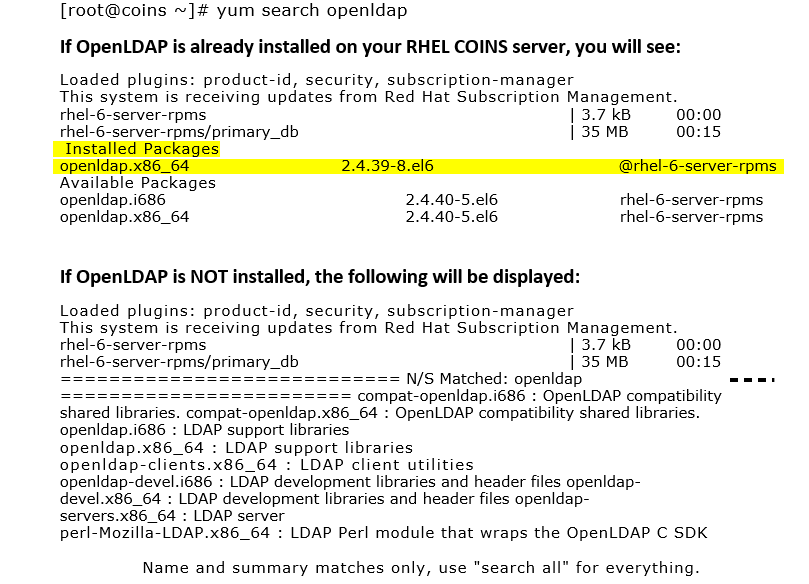 [root@coins ~]# yum search openldap
If OpenLDAP is already installed on your RHEL COINS server, you will see:
Loaded plugins: product-id, security, subscription-manager
This system is receiving updates from Red Hat Subscription Management.
rhel-6-server-rpms | 3.7 kB 00:00
rhel-6-server-rpms/primary_db | 35 MB 00:15
Installed Packages
openldap.x86_64 2.4.39-8.el6 @rhel-6-server-rpms
Available Packages
openldap.i686 2.4.40-5.el6 rhel-6-server-rpms
openldap.x86_64 2.4.40-5.el6 rhel-6-server-rpms
If OpenLDAP is NOT installed, the following will be displayed:
Loaded plugins: product-id, security, subscription-manager
This system is receiving updates from Red Hat Subscription Management.
rhel-6-server-rpms | 3.7 kB 00:00
rhel-6-server-rpms/primary_db | 35 MB 00:15
============================ N/S Matched: openldap
======================== compat-openldap.i686 : OpenLDAP compatibility
shared libraries. compat-openldap.x86_64 : OpenLDAP compatibility shared libraries.
openldap.i686 : LDAP support libraries
openldap.x86_64 : LDAP support libraries
openldap-clients.x86_64 : LDAP client utilities
openldap-devel.i686 : LDAP development libraries and header files openldap-
devel.x86_64 : LDAP development libraries and header files openldap-
servers.x86_64 : LDAP server
perl-Mozilla-LDAP.x86_64 : LDAP Perl module that wraps the OpenLDAP C SDK
Name and summary matches only, use "search all" for everything.